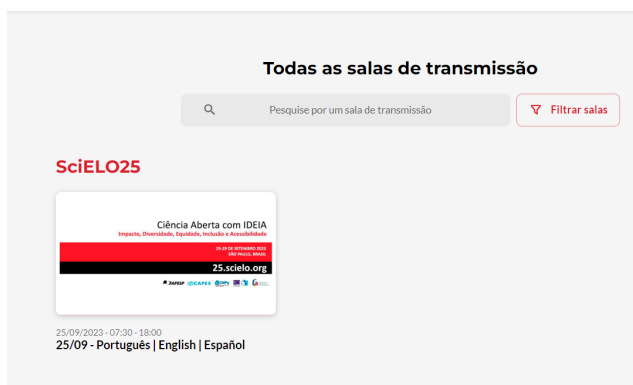 Todas as salas de transmissão
Pesquise por um sala de transmissão
Filtrar salas
SciELO25
Ciência Aberta com IDEIA
Impacto, Diversidade, Equidade, Inclusão e Acessibilidade
25-29 DE SETEMBRO 2023
SÃO PAULO, BRASIL
25.scielo.org
FAPESP CAPES CNPq
25/09/2023 - 07:30 - 18:00
25/09 - Português | English | Español